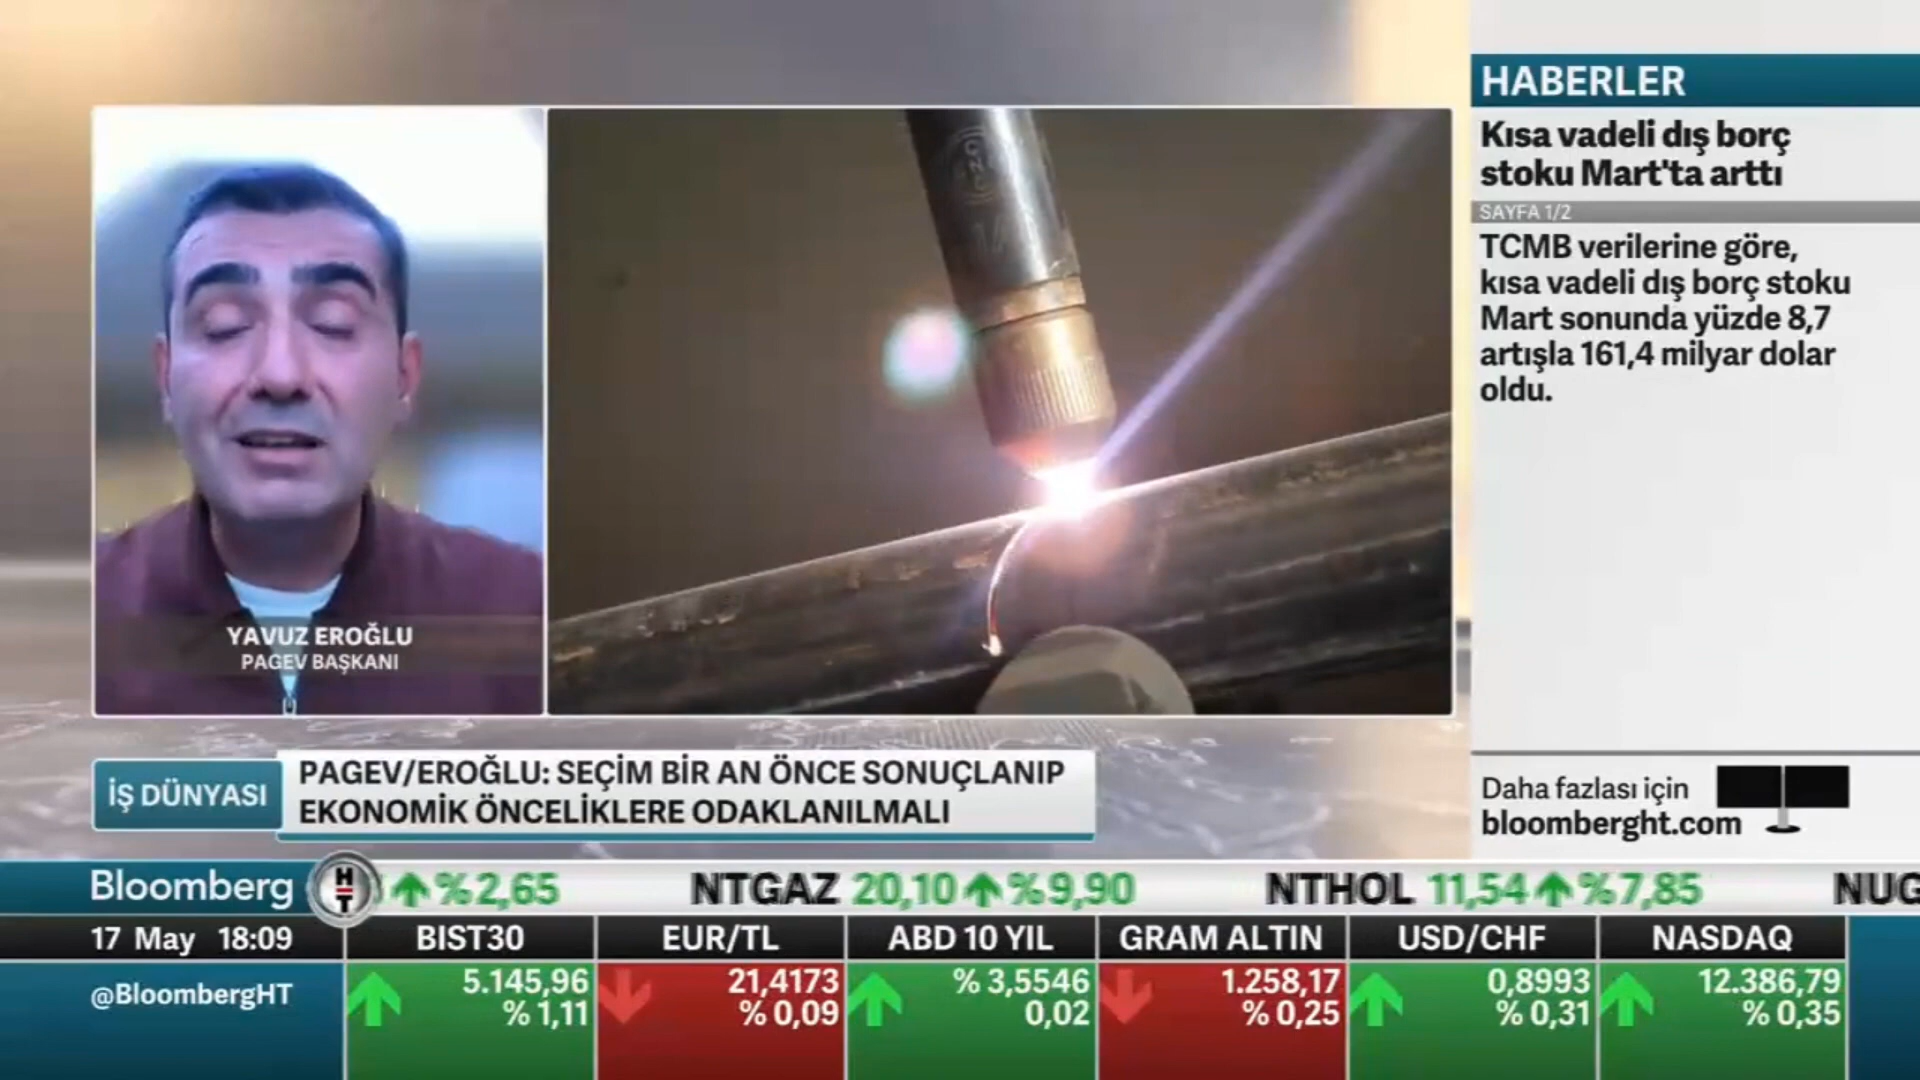 HABERLER
Kısa vadeli dış borç
stoku Mart'ta arttı
SAYFA 1/2
TCMB verilerine göre,
kısa vadeli dış borç stoku
Mart sonunda yüzde 8,7
artışla 161,4 milyar dolar
oldu.
YAVUZ EROĞLU
PAGEV BAŞKANI
İŞ DÜNYASI
PAGEV/EROĞLU: SEÇİM BİR AN ÖNCE SONUÇLANIP
EKONOMİK ÖNCELİKLERE ODAKLANILMALI
Daha fazlası için
bloomberght.com
Bloomberg HT
%2,65 NTGAZ 20,10 %9,90 NTHOL 11,54 %7,85 NUG
17 May 18:09
@BloombergHT
BIST30
5.145,96
% 1,11
EUR/TL
21,4173
% 0,09
ABD 10 YIL
% 3,5546
0,02
GRAM ALTIN
1.258,17
% 0,25
USD/CHF
0,8993
% 0,31
NASDAQ
12.386,79
% 0,35